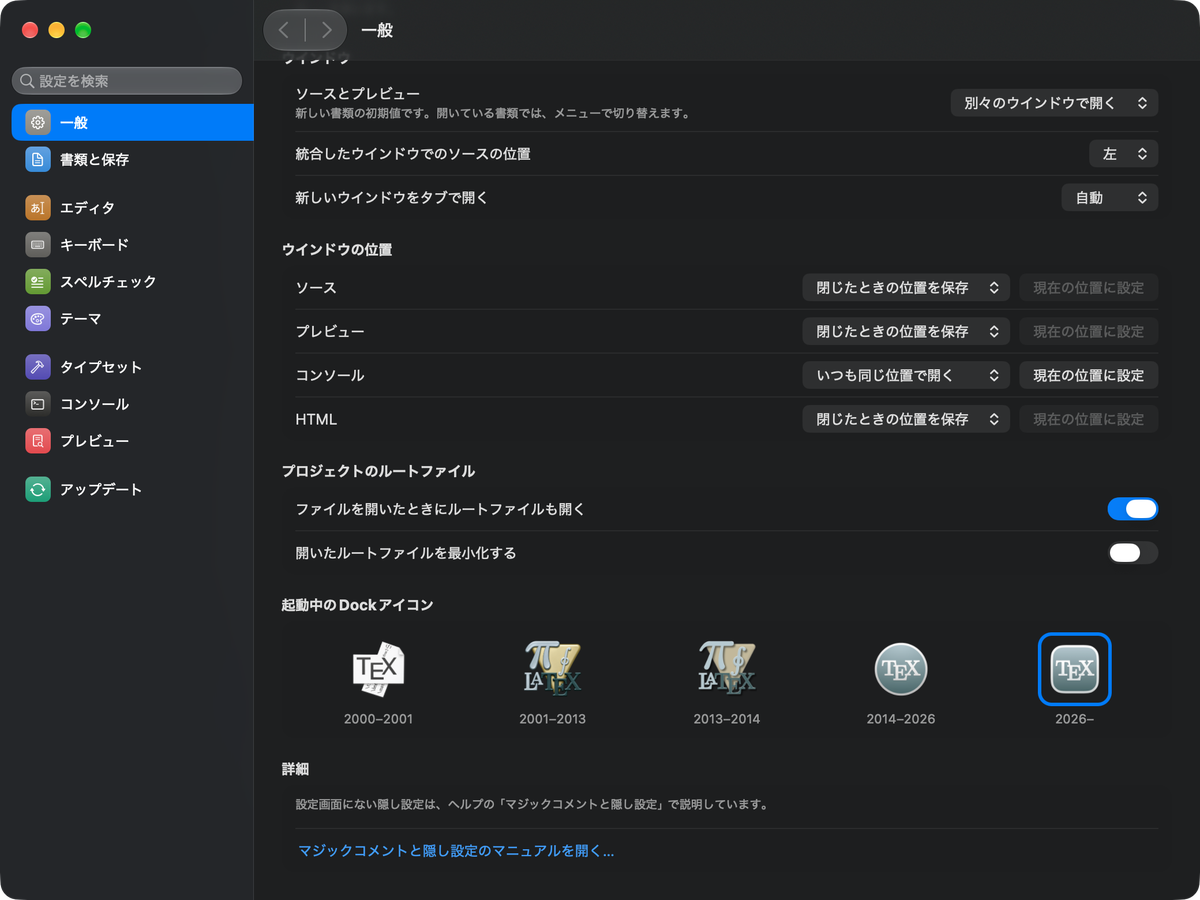 一般
設定を検索
一般
書類と保存
エディタ
キーボード
スペルチェック
テーマ
タイプセット
コンソール
プレビュー
アップデート
ウインドウ
ソースとプレビュー
新しい書類の初期値です。開いている書類では、メニューで切り替えます。
別々のウインドウで開く
統合したウインドウでのソースの位置
左
新しいウインドウをタブで開く
自動
ウインドウの位置
ソース
閉じたときの位置を保存
現在の位置に設定
プレビュー
閉じたときの位置を保存
現在の位置に設定
コンソール
いつも同じ位置で開く
現在の位置に設定
HTML
閉じたときの位置を保存
現在の位置に設定
プロジェクトのルートファイル
ファイルを開いたときにルートファイルも開く
開いたルートファイルを最小化する
起動中のDockアイコン
TEX
π
LATEX
π
LATEX
TEX
TEX
2000–2001
2001–2013
2013–2014
2014–2026
2026–
詳細
設定画面にない隠し設定は、ヘルプの「マジックコメントと隠し設定」で説明しています。
マジックコメントと隠し設定のマニュアルを開く...